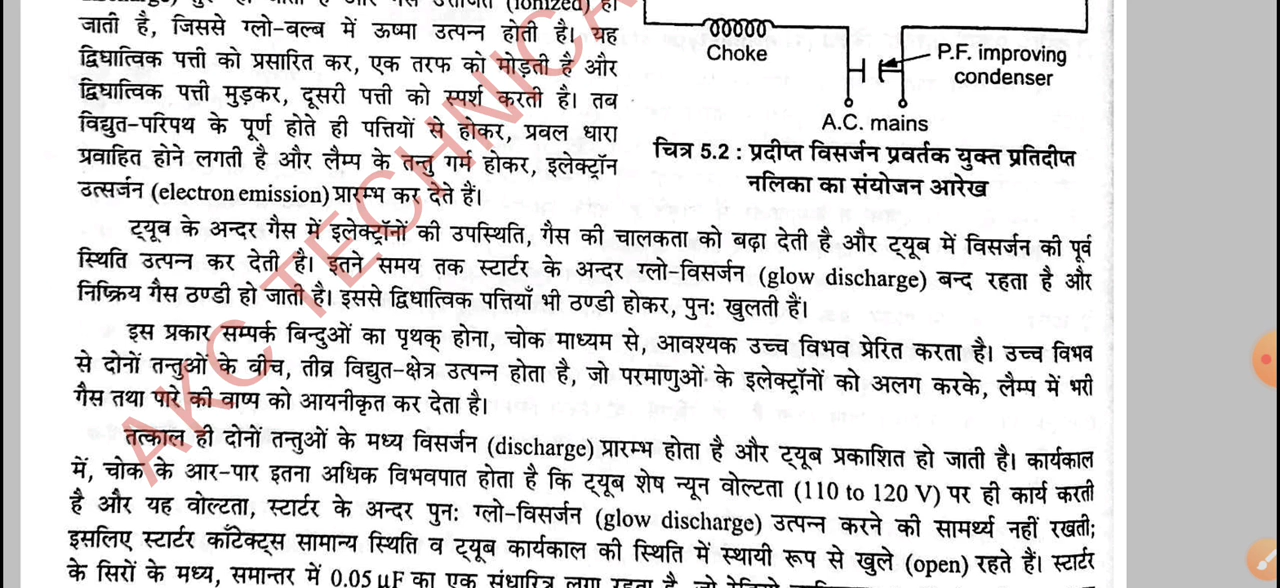 (ionized) हो
जाती है, जिससे ग्लो-बल्ब में ऊष्मा उत्पन्न होती है। यह
द्विधात्विक पत्ती को प्रसारित कर, एक तरफ को मोड़ती है और
द्विधात्विक पत्ती मुड़कर, दूसरी पत्ती को स्पर्श करती है। तब
विद्युत-परिपथ के पूर्ण होते ही पत्तियों से होकर, प्रबल धारा
प्रवाहित होने लगती है और लैम्प के तन्तु गर्म होकर, इलेक्ट्रॉन
उत्सर्जन (electron emission) प्रारम्भ कर देते हैं।
Choke
P.F. improving
condenser
A.C. mains
चित्र 5.2 : प्रदीप्त विसर्जन प्रवर्तक युक्त प्रतिदीप्त
नलिका का संयोजन आरेख
ट्यूब के अन्दर गैस में इलेक्ट्रॉनों की उपस्थिति, गैस की चालकता को बढ़ा देती है और ट्यूब में विसर्जन की पूर्व
स्थिति उत्पन्न कर देती है। इतने समय तक स्टार्टर के अन्दर ग्लो-विसर्जन (glow discharge) बन्द रहता है और
निष्क्रिय गैस ठण्डी हो जाती है। इससे द्विधात्विक पत्तियाँ भी ठण्डी होकर, पुनः खुलती हैं।
इस प्रकार सम्पर्क बिन्दुओं का पृथक् होना, चोक माध्यम से, आवश्यक उच्च विभव प्रेरित करता है। उच्च विभव
से दोनों तन्तुओं के बीच, तीव्र विद्युत-क्षेत्र उत्पन्न होता है, जो परमाणुओं के इलेक्ट्रॉनों को अलग करके, लैम्प में भरी
गैस तथा पारे की वाष्प को आयनीकृत कर देता है।
तत्काल ही दोनों तन्तुओं के मध्य विसर्जन (discharge) प्रारम्भ होता है और ट्यूब प्रकाशित हो जाती है। कार्यकाल
में, चोक के आर-पार इतना अधिक विभवपात होता है कि ट्यूब शेष न्यून वोल्टता (110 to 120 V) पर ही कार्य करती
है और यह वोल्टता, स्टार्टर के अन्दर पुनः ग्लो-विसर्जन (glow discharge) उत्पन्न करने की सामर्थ्य नहीं रखती;
इसलिए स्टार्टर कॉंटेक्ट्स सामान्य स्थिति व ट्यूब कार्यकाल की स्थिति में स्थायी रूप से खुले (open) रहते हैं। स्टार्टर
के सिरों के मध्य, समान्तर में 0.05 μF का एक संधारित्र लगा रहता है, जो
AKC TECHNICA